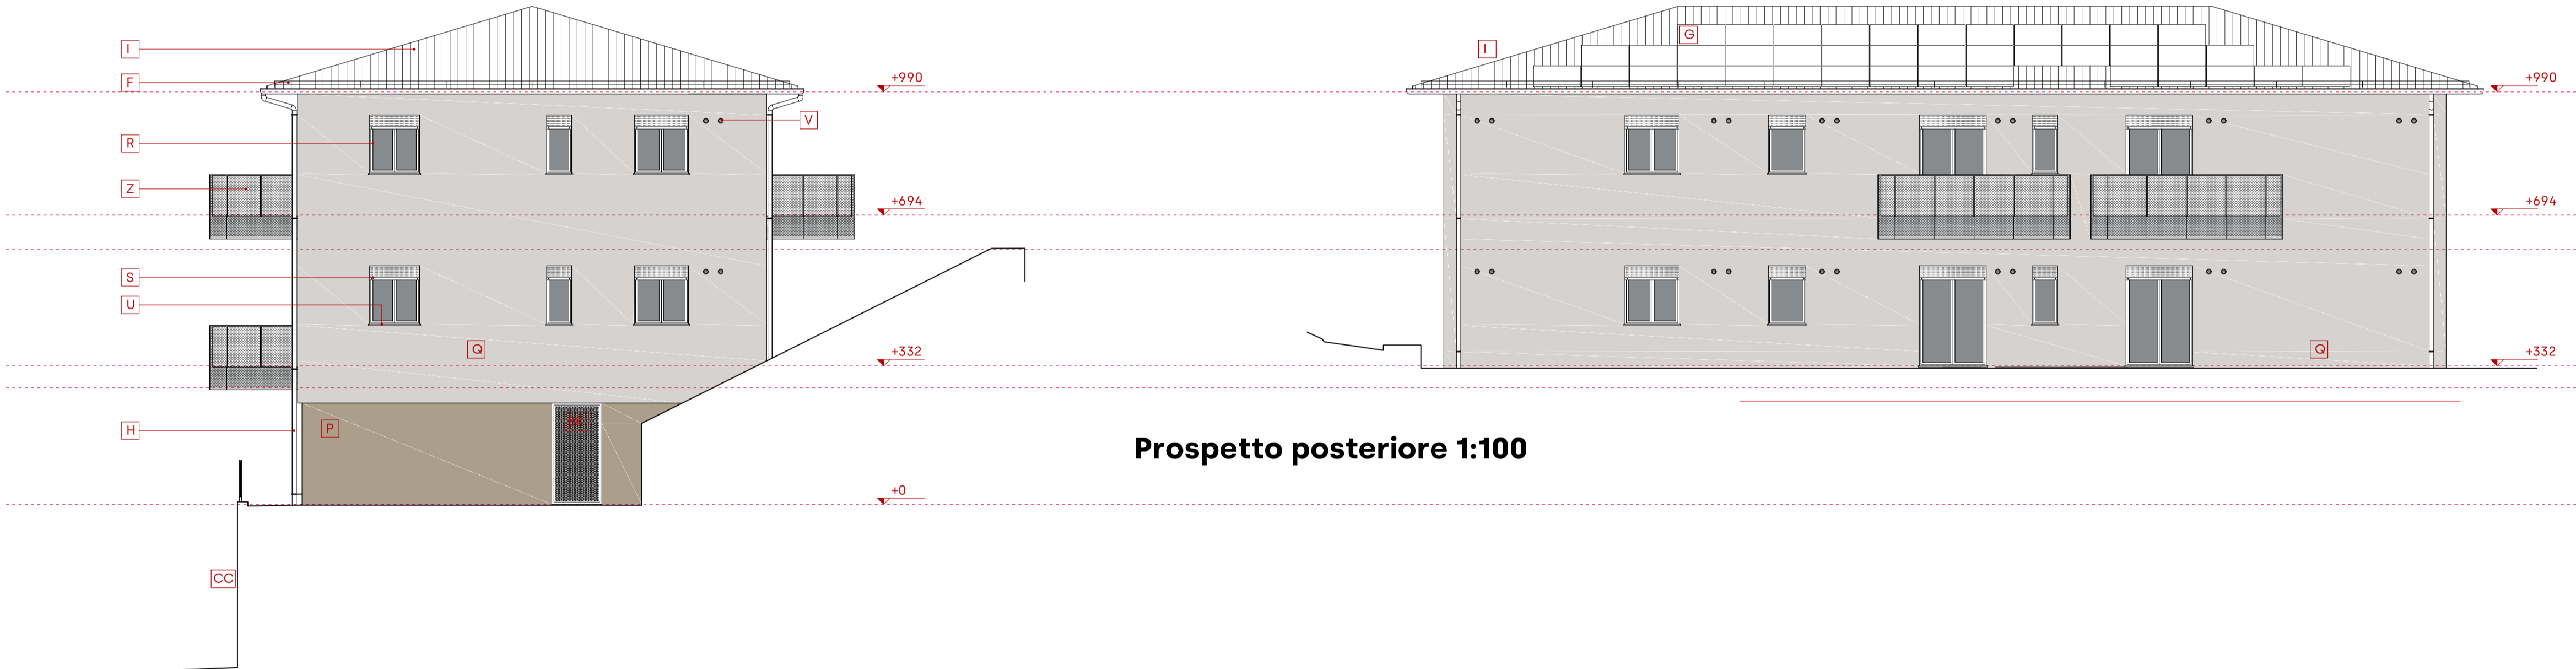 I
G
I
F
+990
+990
V
R
Z
+694
+694
S
U
Q
+332
Q
+332
P
H
Prospetto posteriore 1:100
+0
CC